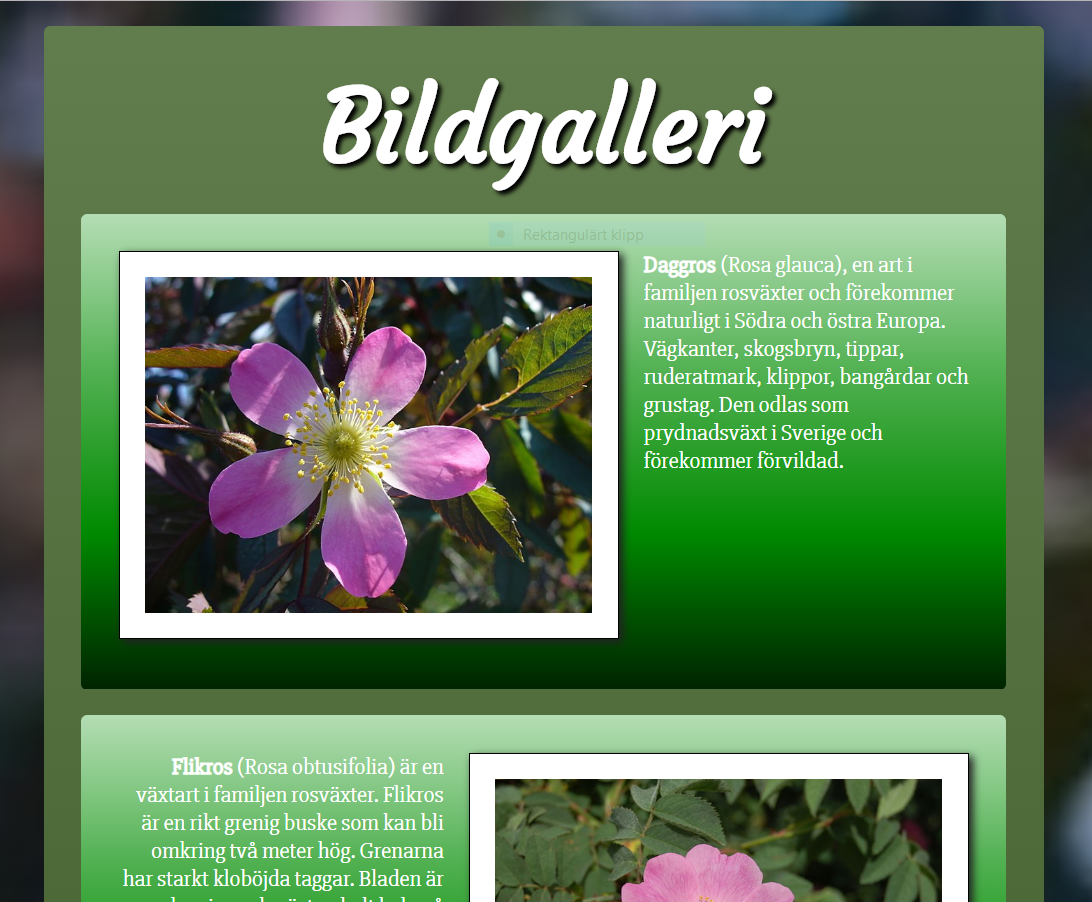 Bildgalleri
Rektangulärt klipp
Daggros (Rosa glauca), en art i
familjen rosväxter och förekommer
naturligt i Södra och östra Europa.
Vägkanter, skogsbryn, tippar,
ruderatmark, klippor, bangårdar och
grustag. Den odlas som
prydnadsväxt i Sverige och
förekommer förvildad.
Flikros (Rosa obtusifolia) är en
växtart i familjen rosväxter. Flikros
är en rikt grenig buske som kan bli
omkring två meter hög. Grenarna
har starkt kloböjda taggar. Bladen är